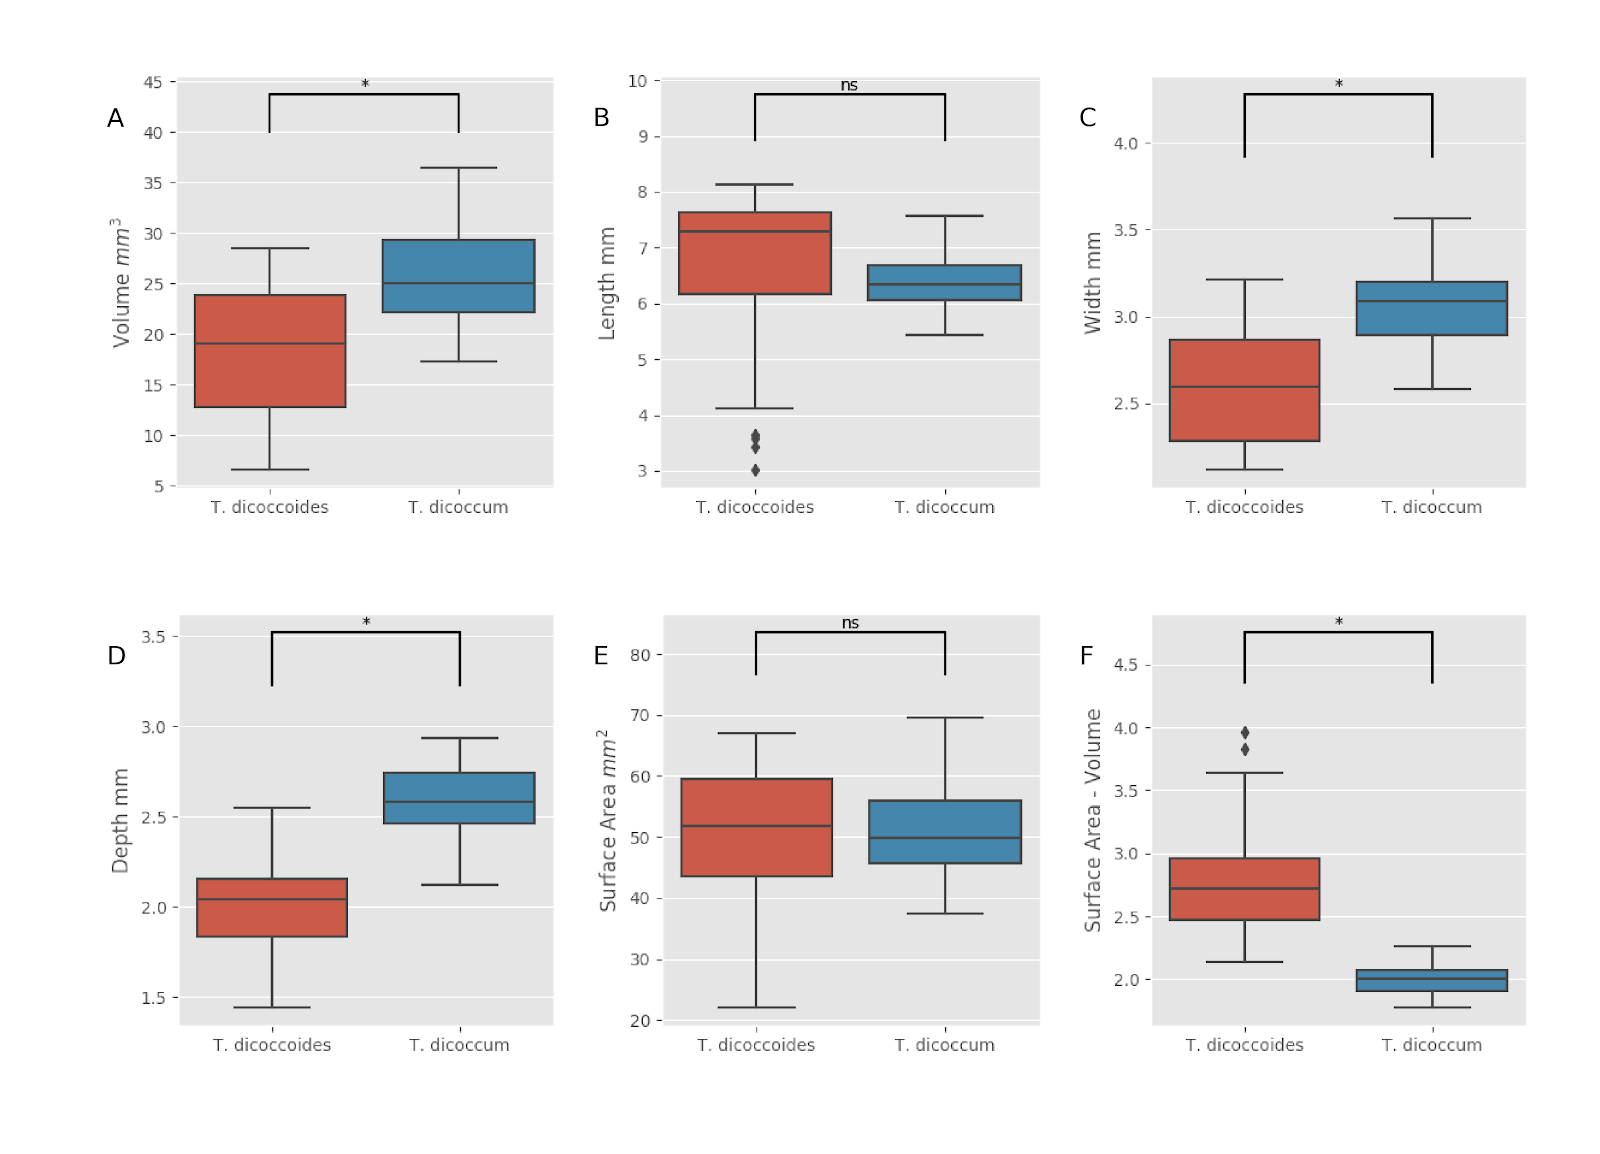 A
Volume mm³
45
40
35
30
25
20
15
10
5
*
T. dicoccoides
T. dicoccum
B
Length mm
10
9
8
7
6
5
4
3
ns
T. dicoccoides
T. dicoccum
C
Width mm
4.0
3.5
3.0
2.5
*
T. dicoccoides
T. dicoccum
D
Depth mm
3.5
3.0
2.5
2.0
1.5
*
T. dicoccoides
T. dicoccum
E
Surface Area mm²
80
70
60
50
40
30
20
ns
T. dicoccoides
T. dicoccum
F
Surface Area - Volume
4.5
4.0
3.5
3.0
2.5
2.0
*
T. dicoccoides
T. dicoccum